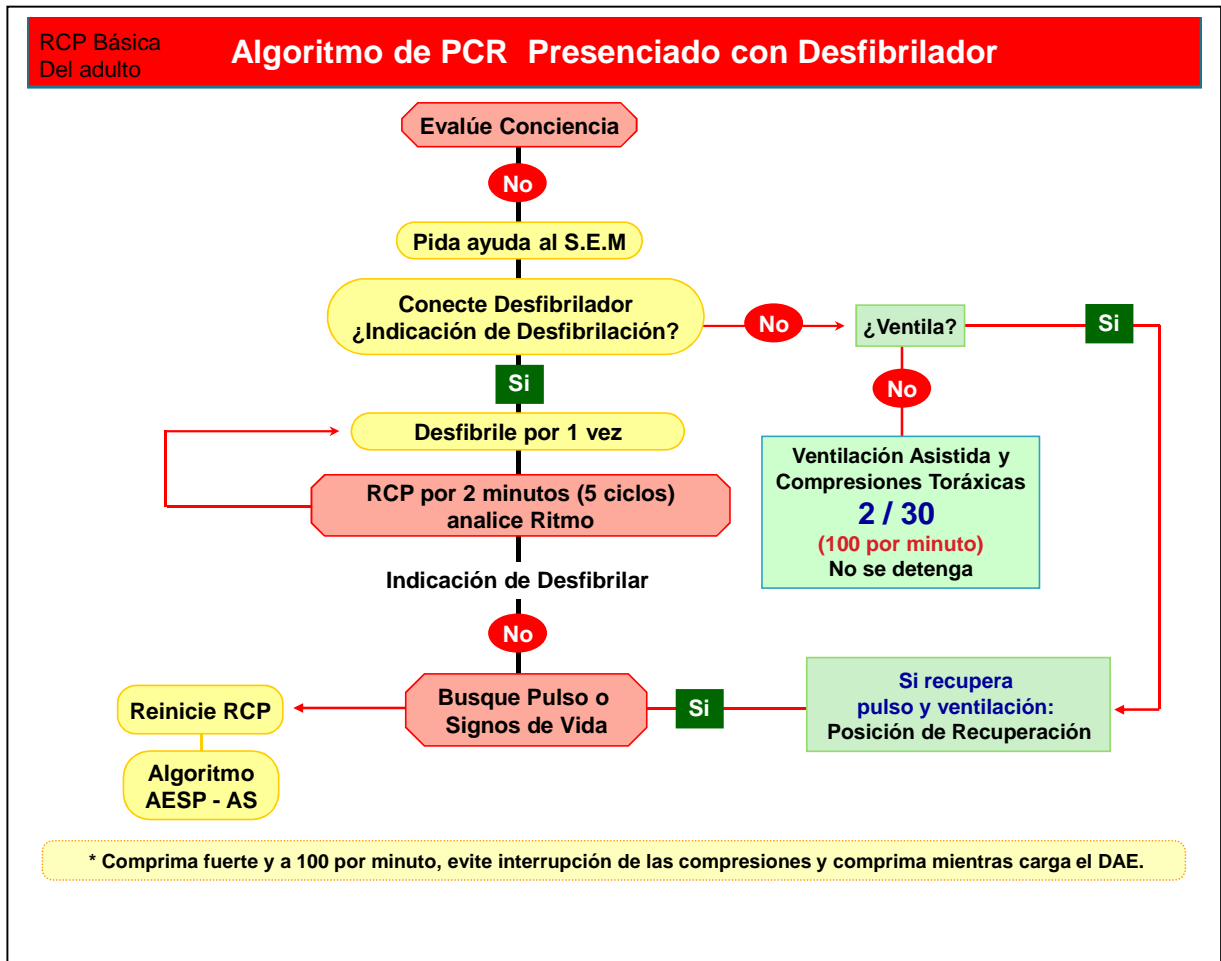 RCP Básica
Del adulto
Algoritmo de PCR Presenciado con Desfibrilador
Evalúe Conciencia
No
Pida ayuda al S.E.M
Conecte Desfibrilador
¿Indicación de Desfibrilación?
No
¿Ventila?
Si
Si
No
Desfibrile por 1 vez
Ventilación Asistida y
Compresiones Toráxicas
2 / 30
(100 por minuto)
No se detenga
RCP por 2 minutos (5 ciclos)
analice Ritmo
Indicación de Desfibrilar
No
Busque Pulso o
Signos de Vida
Si
Si recupera
pulso y ventilación:
Posición de Recuperación
Reinicie RCP
Algoritmo
AESP - AS
* Comprima fuerte y a 100 por minuto, evite interrupción de las compresiones y comprima mientras carga el DAE.